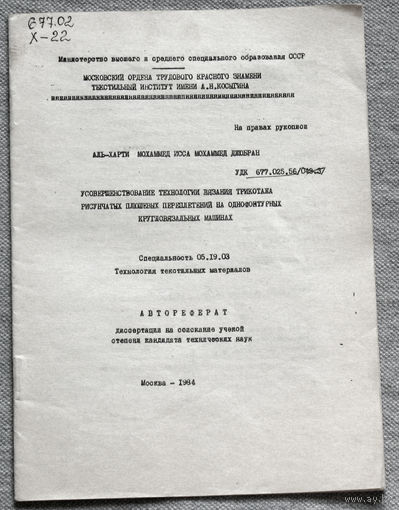 677.02
Х-22
Министерство высшего и среднего специального образования СССР
МОСКОВСКИЙ ОРДЕНА ТРУДОВОГО КРАСНОГО ЗНАМЕНИ
ТЕКСТИЛЬНЫЙ ИНСТИТУТ ИМЕНИ А.Н.КОСЫГИНА
На правах рукописи
АЛЬ-ХАРТИ МОХАММЕД ИССА МОХАММЕД ДЖОБРАН
УДК 677.025.56/
УСОВЕРШЕНСТВОВАНИЕ ТЕХНОЛОГИИ ВЯЗАНИЯ ТРИКОТАЖА
РИСУНЧАТЫХ ПЛЮШЕВЫХ ПЕРЕПЛЕТЕНИЙ НА ОДНОФОНТУРНЫХ
КРУГЛОВЯЗАЛЬНЫХ МАШИНАХ
Специальность 05.19.03
Технология текстильных материалов
АВТОРЕФЕРАТ
диссертации на соискание ученой
степени кандидата технических наук
Москва - 1984
ay.by